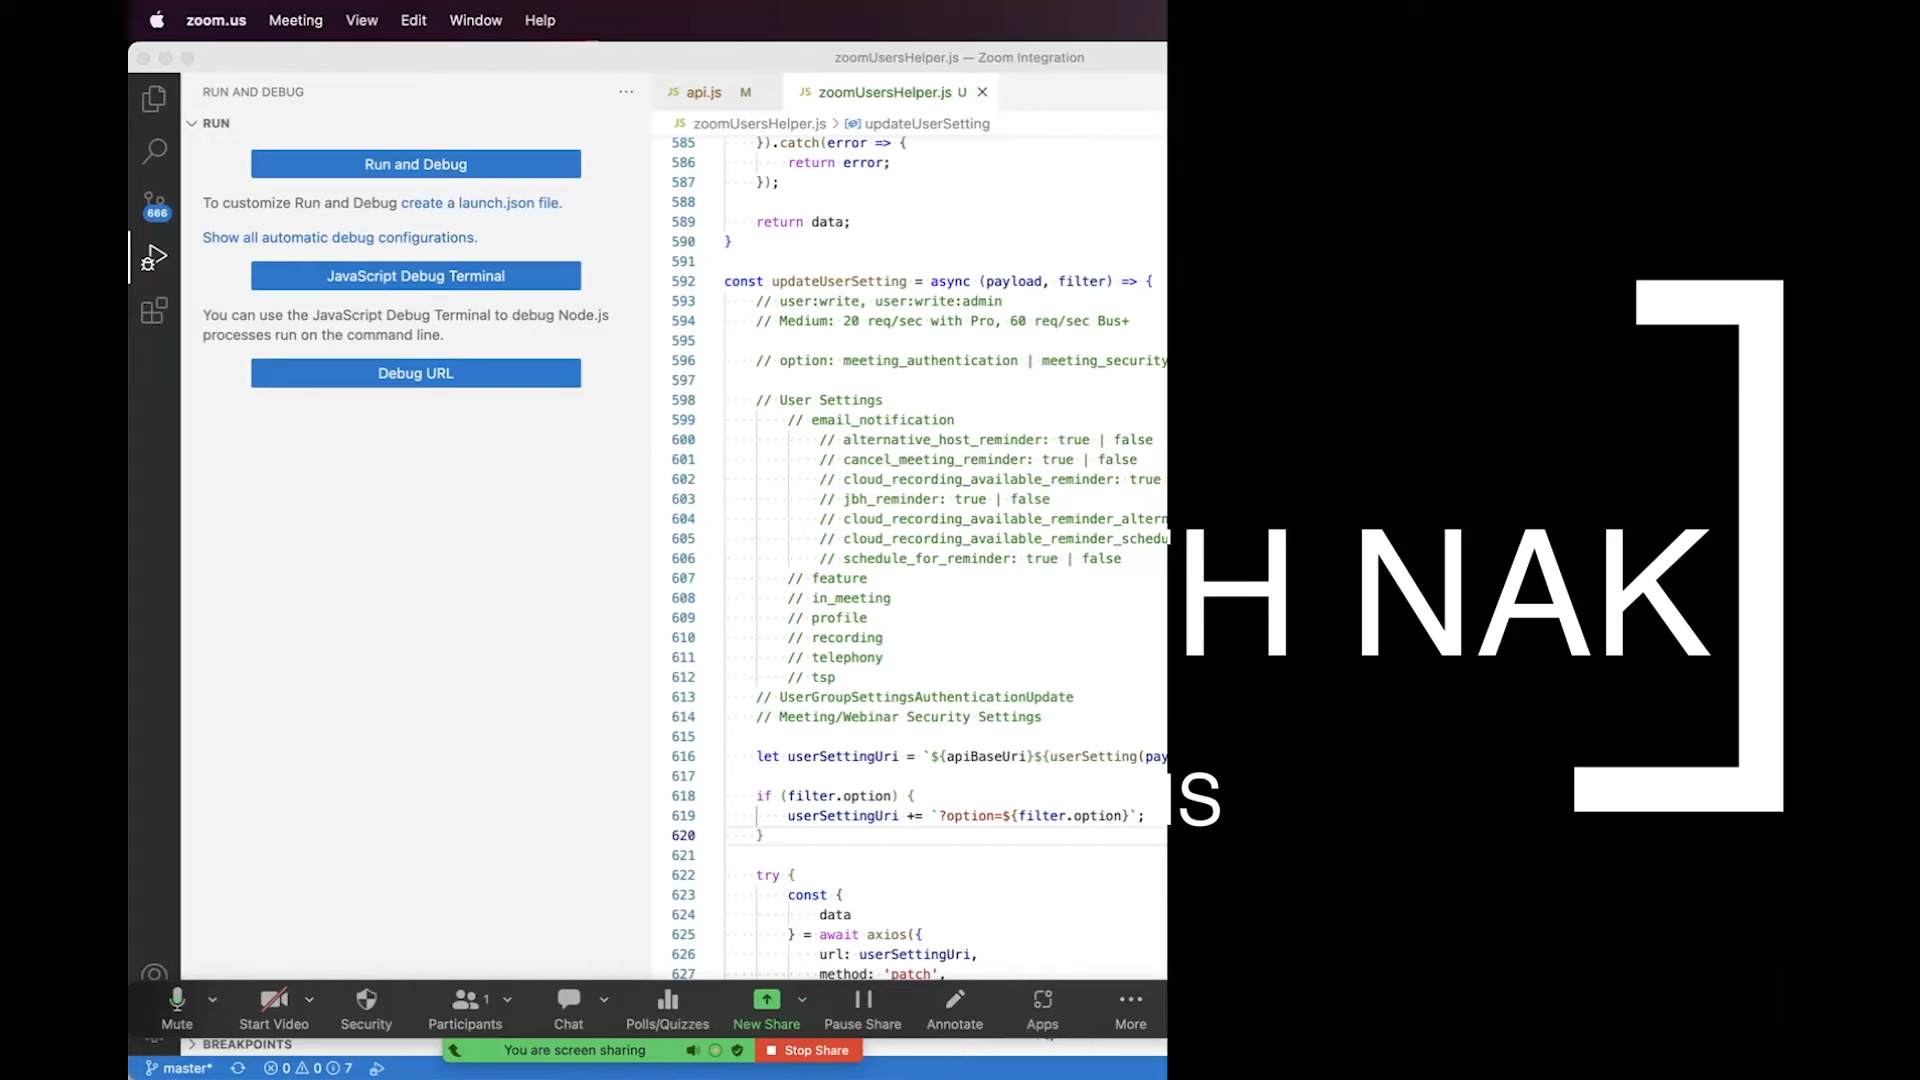 zoom.us Meeting View Edit Window Help
zoomUsersHelper.js — Zoom Integration
RUN AND DEBUG ...
RUN
Run and Debug
To customize Run and Debug create a launch.json file.
Show all automatic debug configurations.
JavaScript Debug Terminal
You can use the JavaScript Debug Terminal to debug Node.js
processes run on the command line.
Debug URL
666
JS api.js M JS zoomUsersHelper.js U
JS zoomUsersHelper.js > updateUserSetting
585 }).catch(error => {
586 return error;
587 });
588
589 return data;
590 }
591
592 const updateUserSetting = async (payload, filter) => {
593 // user:write, user:write:admin
594 // Medium: 20 req/sec with Pro, 60 req/sec Bus+
595
596 // option: meeting_authentication | meeting_security
597
598 // User Settings
599 // email_notification
600 // alternative_host_reminder: true | false
601 // cancel_meeting_reminder: true | false
602 // cloud_recording_available_reminder: true
603 // jbh_reminder: true | false
604 // cloud_recording_available_reminder_altern
605 // cloud_recording_available_reminder_schedu
606 // schedule_for_reminder: true | false
607 // feature
608 // in_meeting
609 // profile
610 // recording
611 // telephony
612 // tsp
613 // UserGroupSettingsAuthenticationUpdate
614 // Meeting/Webinar Security Settings
615
616 let userSettingUri = `${apiBaseUri}${userSetting(pay
617
618 if (filter.option) {
619 userSettingUri += `?option=${filter.option}`;
620 }
621
622 try {
623 const {
624 data
625 } = await axios({
626 url: userSettingUri,
627 method: 'patch',
H NAK
S
Mute Start Video Security Participants 1 Chat Polls/Quizzes New Share Pause Share Annotate Apps More
BREAKPOINTS
You are screen sharing Stop Share
master* 0 0 7